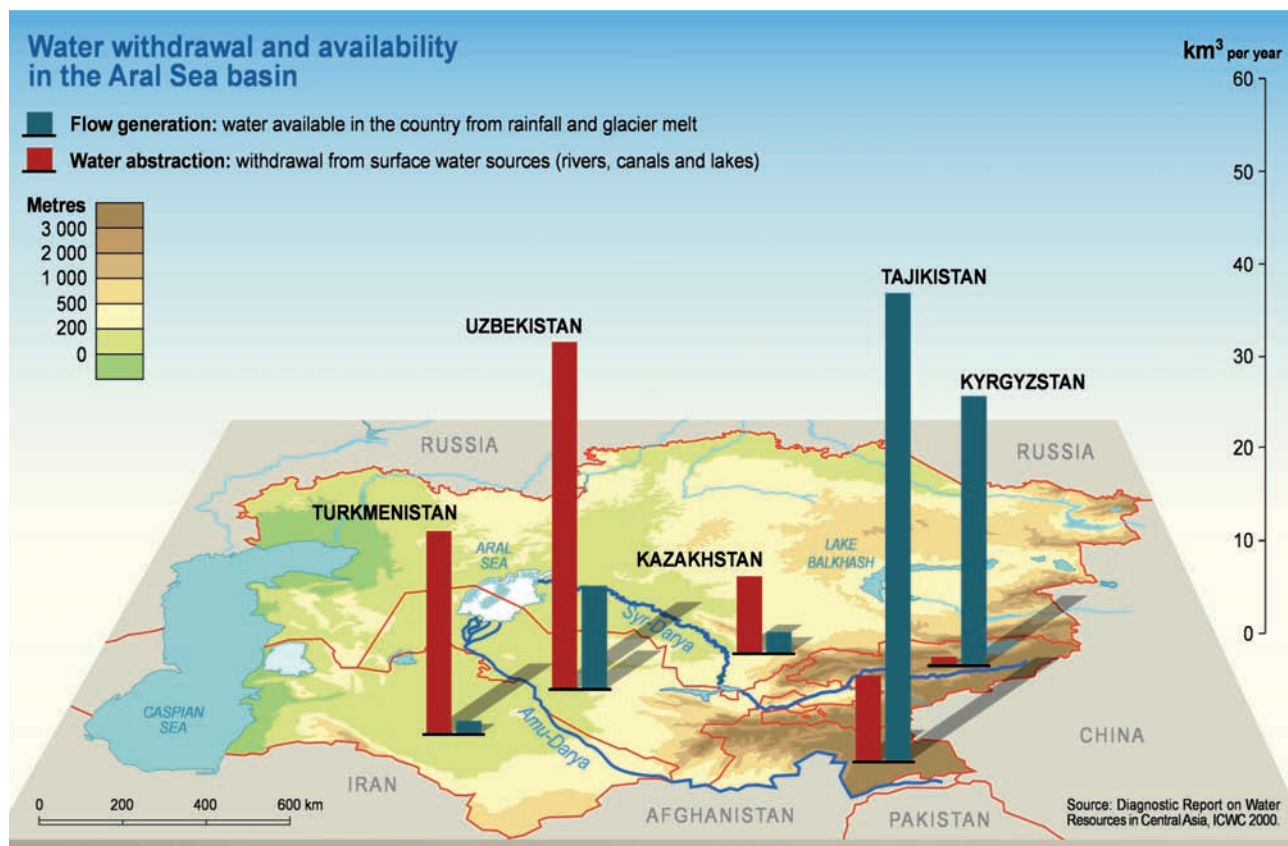 Water withdrawal and availability
in the Aral Sea basin
km³ per year
60
50
40
30
20
10
0
Flow generation: water available in the country from rainfall and glacier melt
Water abstraction: withdrawal from surface water sources (rivers, canals and lakes)
Metres
3 000
2 000
1 000
500
200
0
TAJIKISTAN
UZBEKISTAN
KYRGYZSTAN
RUSSIA
RUSSIA
TURKMENISTAN
ARAL
SEA
KAZAKHSTAN
LAKE
BALKHASH
Syr-Darya
CASPIAN
SEA
Amu-Darya
CHINA
IRAN
AFGHANISTAN
PAKISTAN
0 200 400 600 km
Source: Diagnostic Report on Water
Resources in Central Asia, ICWC 2000.